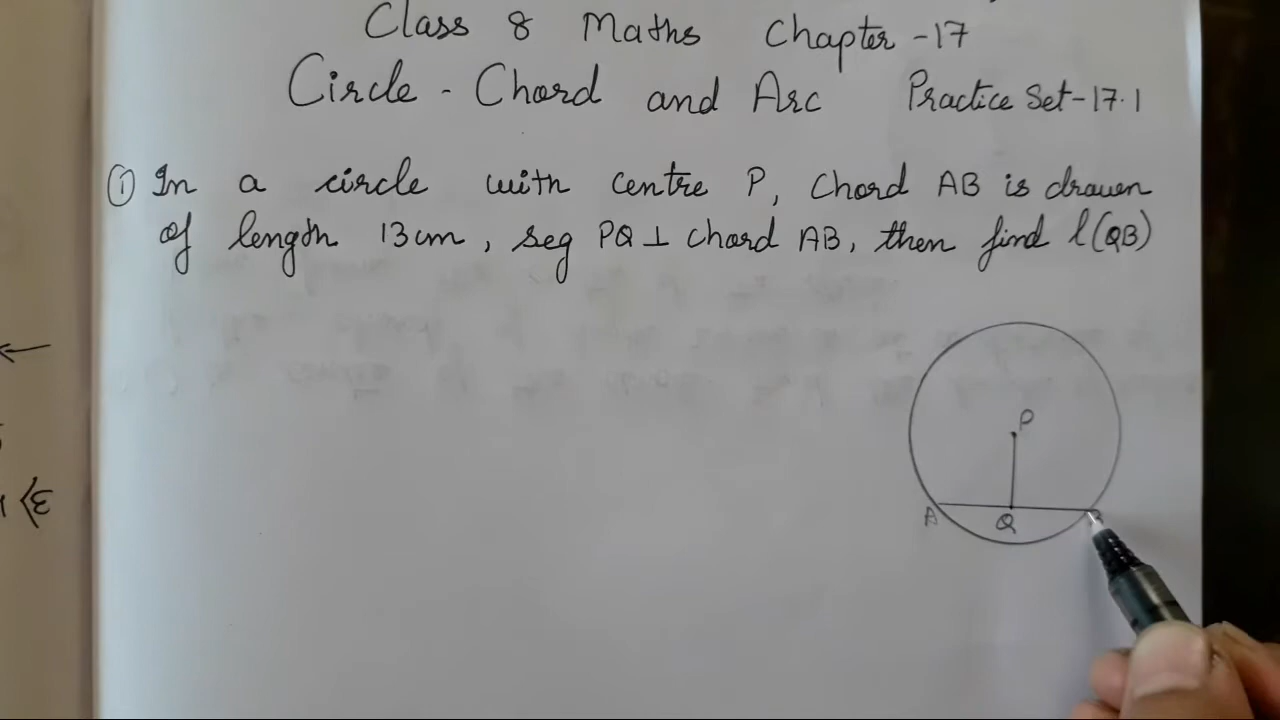 Class 8 Maths Chapter -17
Circle - Chord and Arc Practice Set-17.1
① In a circle with centre P, Chord AB is drawn
of length 13cm, seg PQ ⊥ chord AB, then find l(QB)
P
A Q